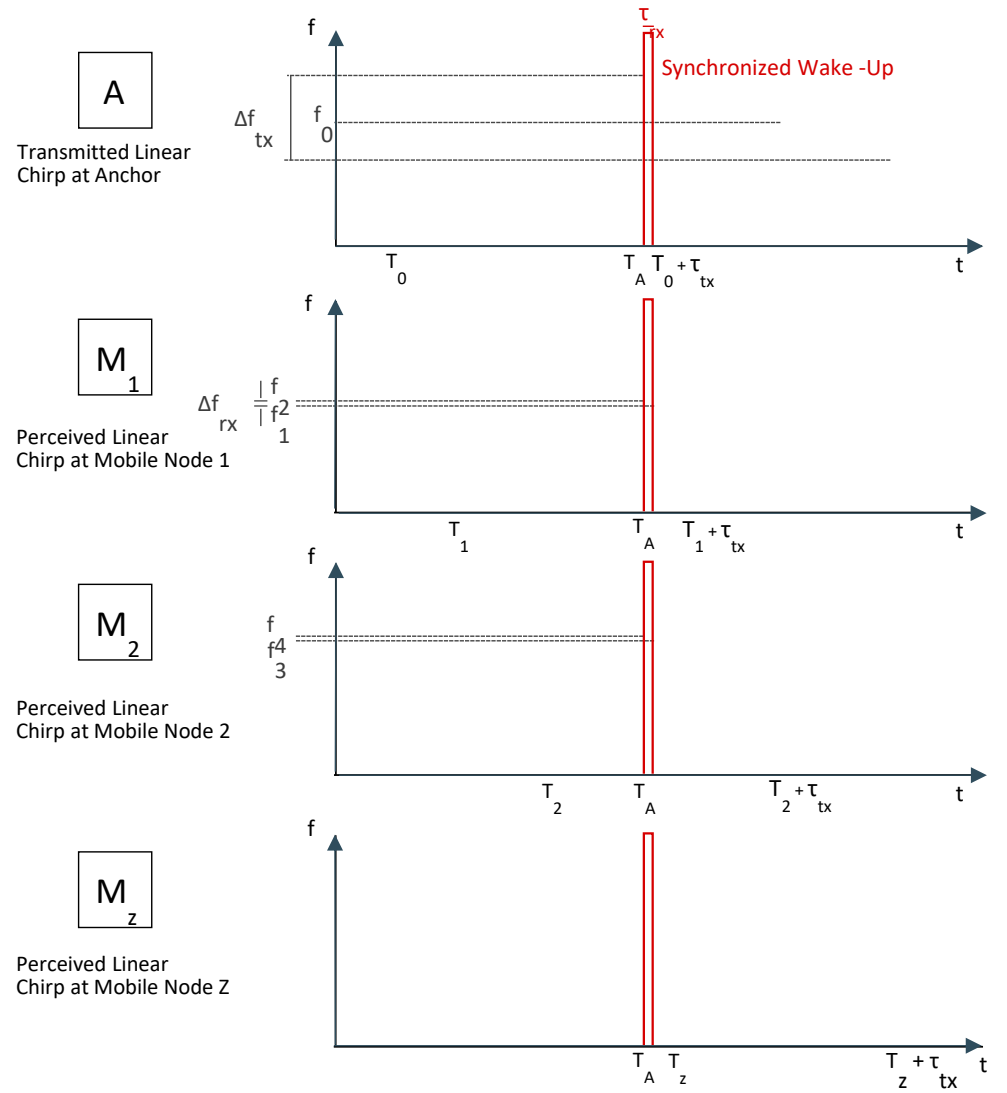 τ
rx
f
Synchronized Wake -Up
A
Δf
tx
f
0
Transmitted Linear
Chirp at Anchor
T
0
T
A
T
0
+ τ
tx
t
f
M
1
Δf
rx
=
| f
2
| f
1
Perceived Linear
Chirp at Mobile Node 1
T
1
T
A
T
1
+ τ
tx
t
f
M
2
f
4
f
3
Perceived Linear
Chirp at Mobile Node 2
T
2
T
A
T
2
+ τ
tx
t
f
M
z
Perceived Linear
Chirp at Mobile Node Z
T
A
T
z
T
z
+ τ
tx
t